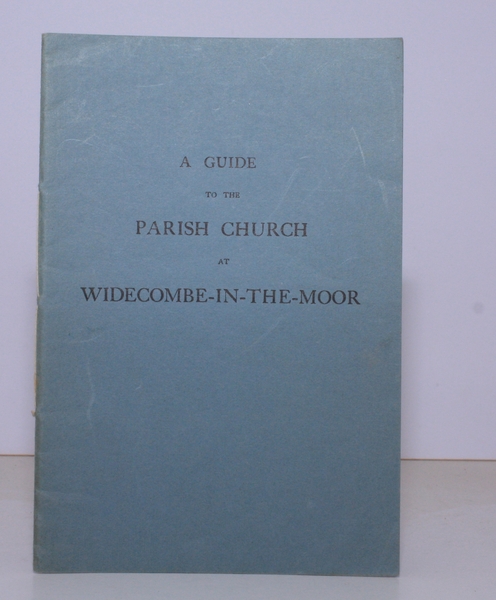 A GUIDE
TO THE
PARISH CHURCH
AT
WIDECOMBE-IN-THE-MOOR